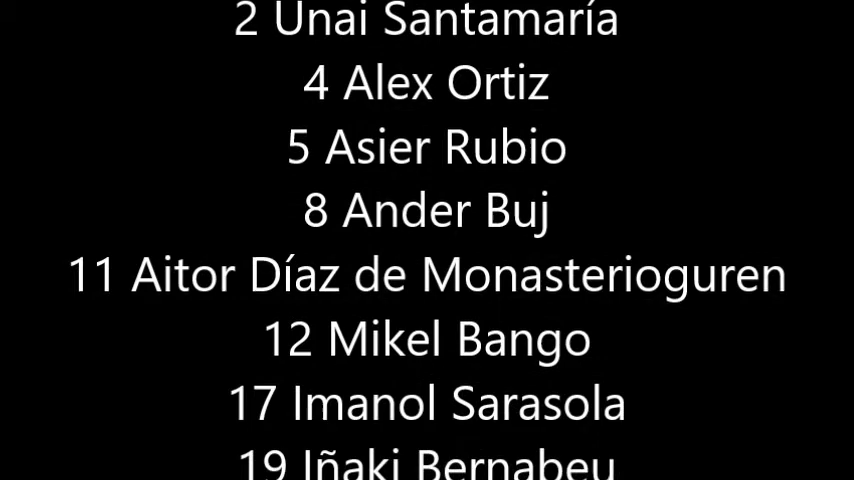 2 Unai Santamaría
4 Alex Ortiz
5 Asier Rubio
8 Ander Buj
11 Aitor Díaz de Monasterioguren
12 Mikel Bango
17 Imanol Sarasola
19 Iñaki Bernabeu